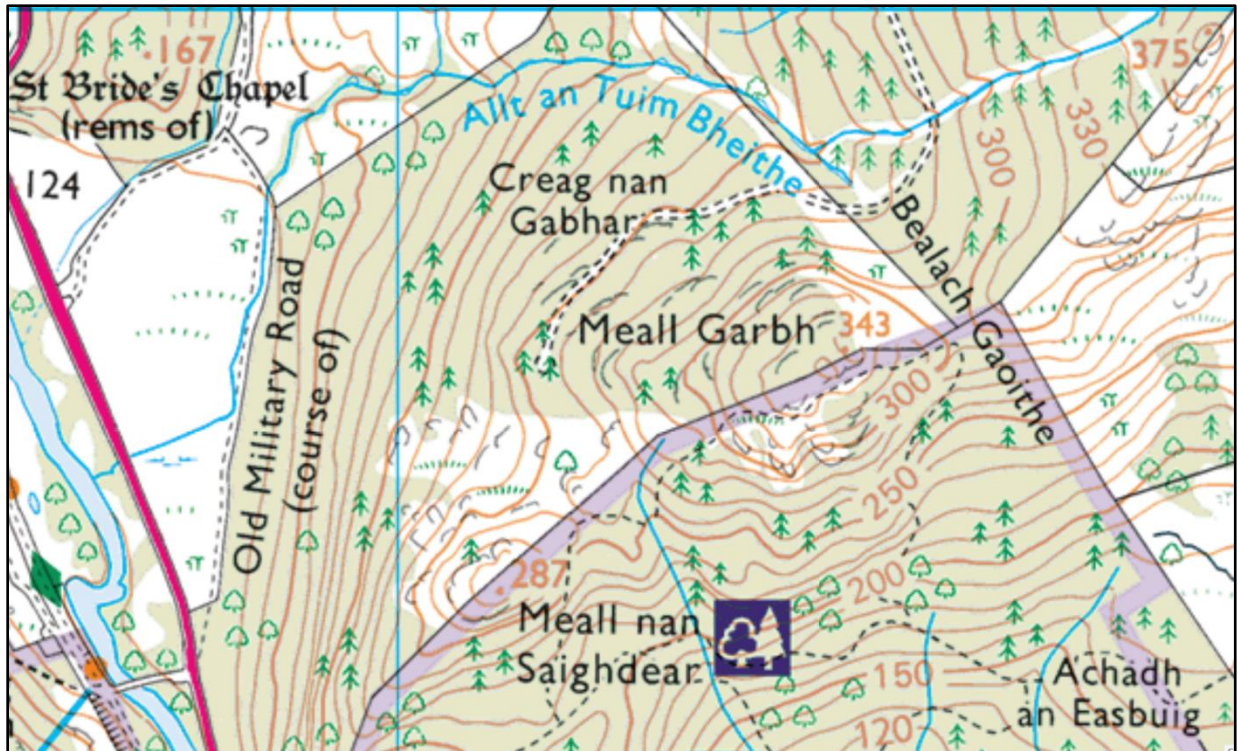 167
375
St Bride's Chapel
(rems of)
Allt an Tuim Bheithe
330
300
124
Creag nan
Gabhar
Bealach Gaoithe
Old Military Road
(course of)
Meall Garbh
343
300
250
287
200
Meall nan
Saighdear
150
Achadh
an Easbuig
120